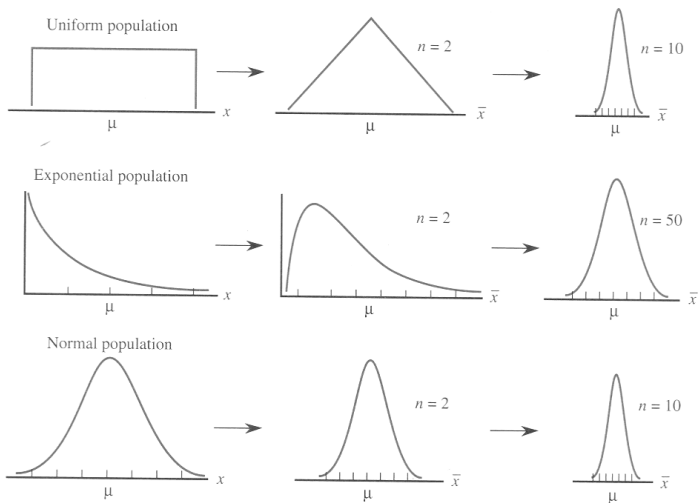 Uniform population
n = 2
n = 10
x
x̄
x̄
μ
μ
μ
Exponential population
n = 2
n = 50
x
x̄
x̄
μ
μ
μ
Normal population
n = 2
n = 10
x
x̄
x̄
μ
μ
μ